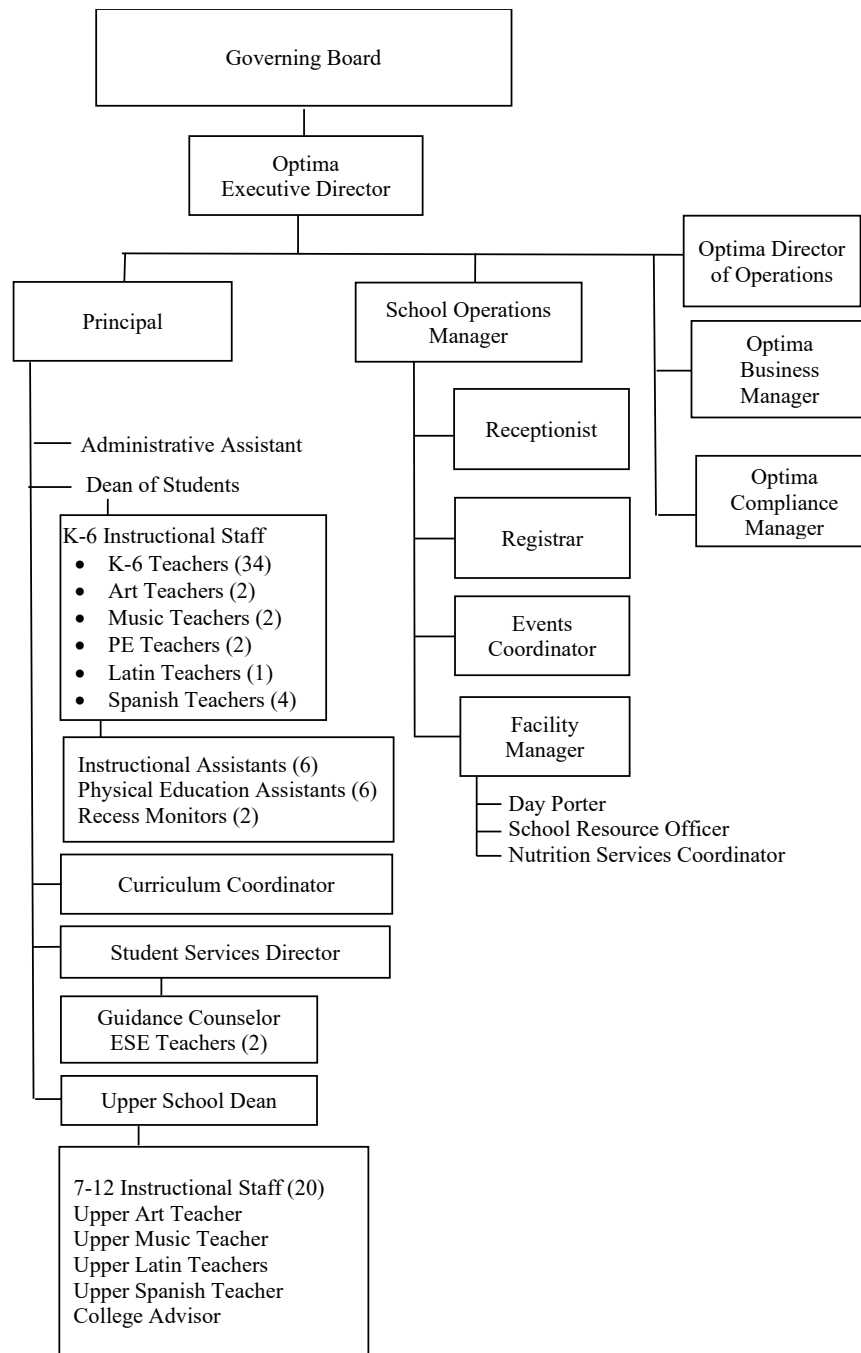 Governing Board
Optima
Executive Director
Optima Director
of Operations
Principal
School Operations
Manager
Optima
Business
Manager
Receptionist
Administrative Assistant
Optima
Compliance
Manager
Dean of Students
K-6 Instructional Staff
• K-6 Teachers (34)
• Art Teachers (2)
• Music Teachers (2)
• PE Teachers (2)
• Latin Teachers (1)
• Spanish Teachers (4)
Registrar
Events
Coordinator
Facility
Manager
Instructional Assistants (6)
Physical Education Assistants (6)
Recess Monitors (2)
Day Porter
School Resource Officer
Nutrition Services Coordinator
Curriculum Coordinator
Student Services Director
Guidance Counselor
ESE Teachers (2)
Upper School Dean
7-12 Instructional Staff (20)
Upper Art Teacher
Upper Music Teacher
Upper Latin Teachers
Upper Spanish Teacher
College Advisor